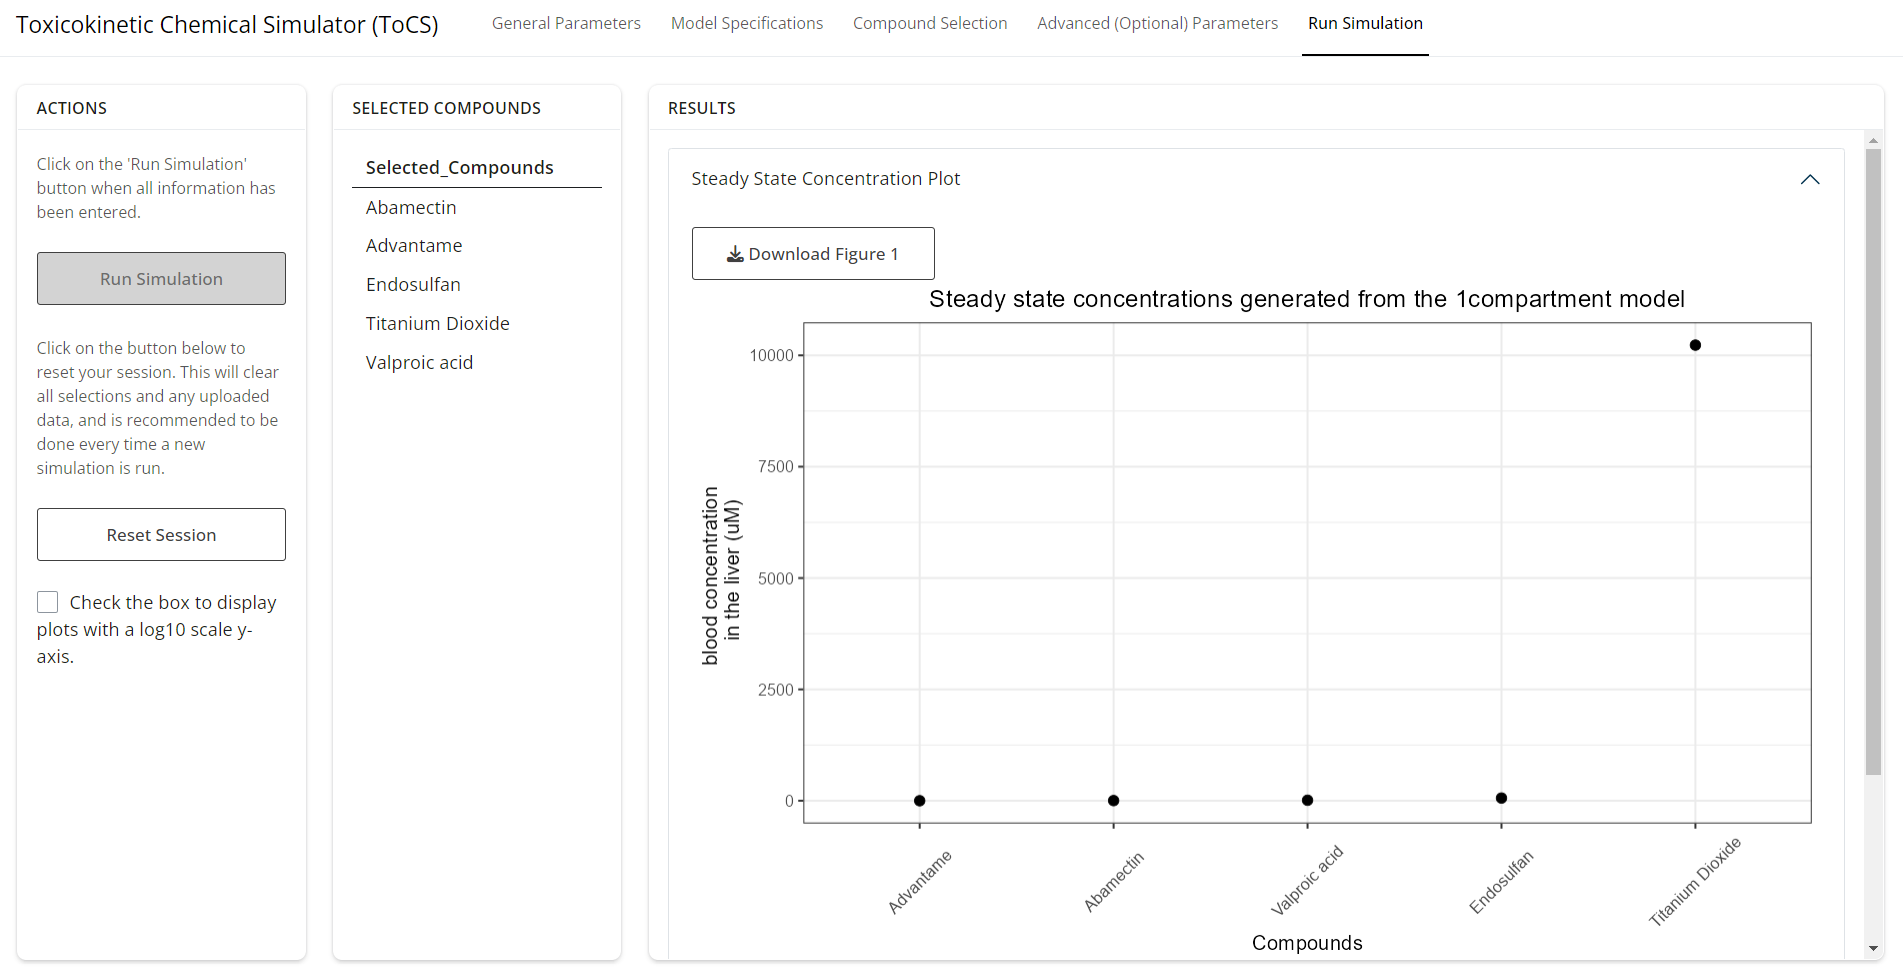 Toxicokinetic Chemical Simulator (ToCS)
General Parameters
Model Specifications
Compound Selection
Advanced (Optional) Parameters
Run Simulation
ACTIONS
Click on the 'Run Simulation'
button when all information has
been entered.
Run Simulation
Click on the button below to
reset your session. This will clear
all selections and any uploaded
data, and is recommended to be
done every time a new
simulation is run.
Reset Session
Check the box to display
plots with a log10 scale y-
axis.
SELECTED COMPOUNDS
Selected_Compounds
Abamectin
Advantame
Endosulfan
Titanium Dioxide
Valproic acid
RESULTS
Steady State Concentration Plot
Download Figure 1
Steady state concentrations generated from the 1compartment model
blood concentration
in the liver (uM)
10000
7500
5000
2500
0
Advantame
Abamectin
Valproic acid
Endosulfan
Titanium Dioxide
Compounds